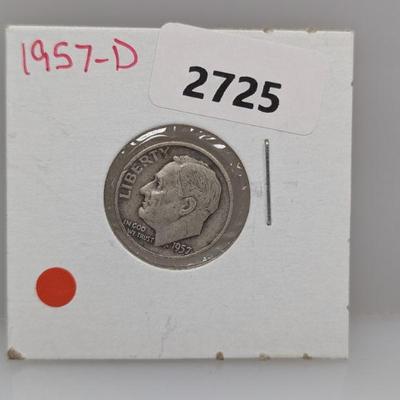 1957-D
2725
LIBERTY
IN GOD
WE TRUST
1957